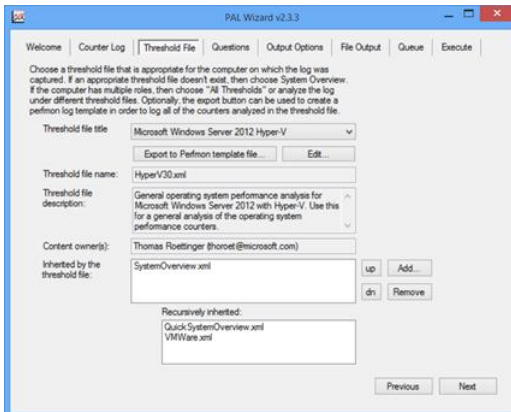 PAL Wizard v2.3.3
Welcome Counter Log Threshold File Questions Output Options File Output Queue Execute
Choose a threshold file that is appropriate for the computer on which the log was
captured. If an appropriate threshold file doesn't exist, then choose System Overview.
If the computer has multiple roles, then choose "All Thresholds" or analyze the log
under different threshold files. Optionally, the export button can be used to create a
perfmon log template in order to log all of the counters analyzed in the threshold file.
Threshold file title Microsoft Windows Server 2012 Hyper-V
Export to Perfmon template file... Edit...
Threshold file name: HyperV30.xml
Threshold file
description:
General operating system performance analysis for
Microsoft Windows Server 2012 with Hyper-V. Use this
for a general analysis of the operating system
performance counters.
Content owner(s): Thomas Roettinger (thoroet@microsoft.com)
Inherited by the
threshold file:
SystemOverview.xml
up Add...
dn Remove
Recursively inherited:
QuickSystemOverview.xml
VMWare.xml
Previous Next